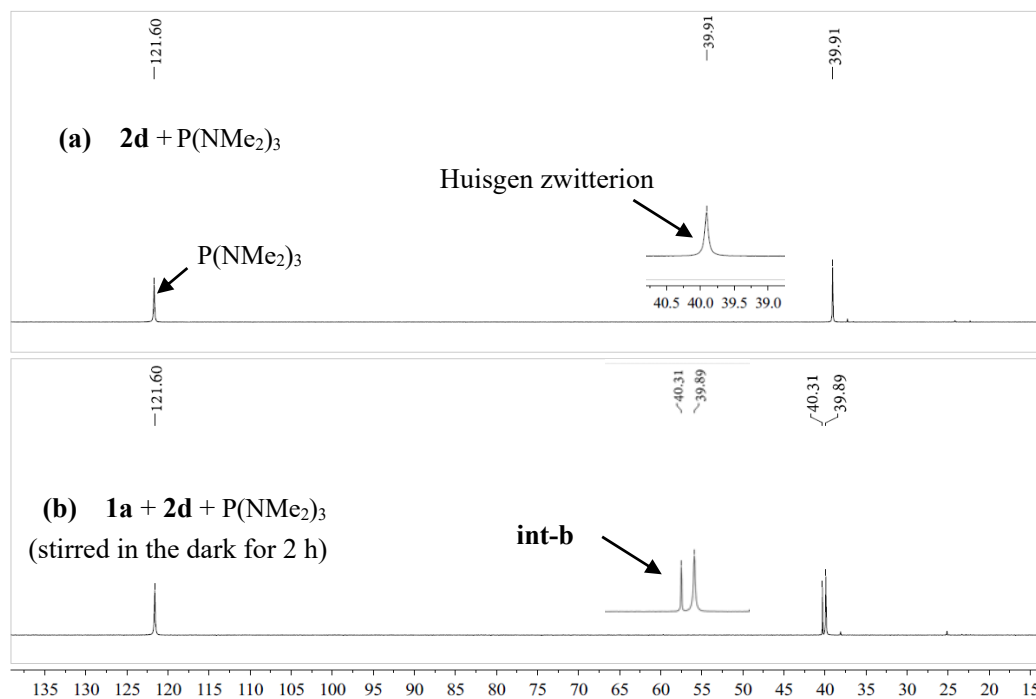 −121.60
−39.91
−39.91
(a) 2d + P(NMe₂)₃
Huisgen zwitterion
P(NMe₂)₃
40.5 40.0 39.5 39.0
−121.60
40.31
39.89
40.31
39.89
(b) 1a + 2d + P(NMe₂)₃
(stirred in the dark for 2 h)
int-b
135 130 125 120 115 110 105 100 95 90 85 80 75 70 65 60 55 50 45 40 35 30 25 20